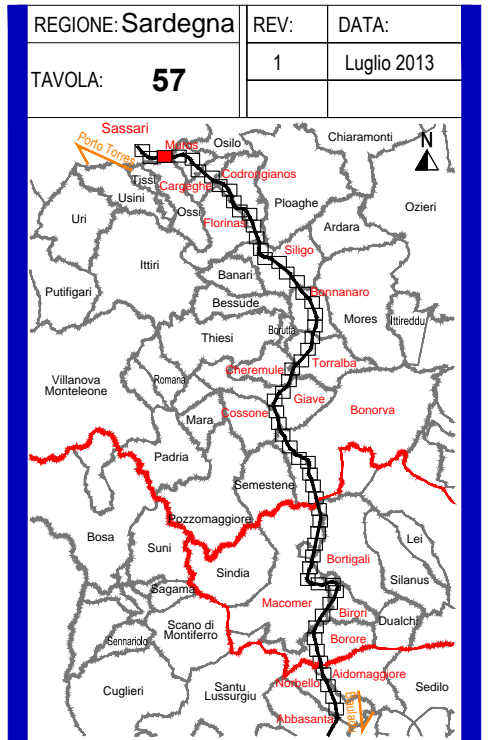 REGIONE: Sardegna
REV:
DATA:
TAVOLA: 57
1
Luglio 2013
Sassari
Porto Torres
Muros
Osilo
Chiaramonti
N
Tissi
Cargeghe
Codrongianos
Usini
Ossi
Ploaghe
Ozieri
Uri
Florinas
Ardara
Siligo
Ittiri
Banari
Putifigari
Bonnanaro
Bessude
Mores
Ittireddu
Thiesi
Borutta
Cheremule
Torralba
Villanova
Monteleone
Romana
Giave
Cossone
Bonorva
Mara
Padria
Semestene
Pozzomaggiore
Bosa
Suni
Lei
Bortigali
Sindia
Silanus
Sagama
Macomer
Birori
Dualchi
Scano di
Montiferro
Sennariolo
Borore
Aidomaggiore
Norbello
Sedilo
Cuglieri
Santu
Lussurgiu
Abbasanta